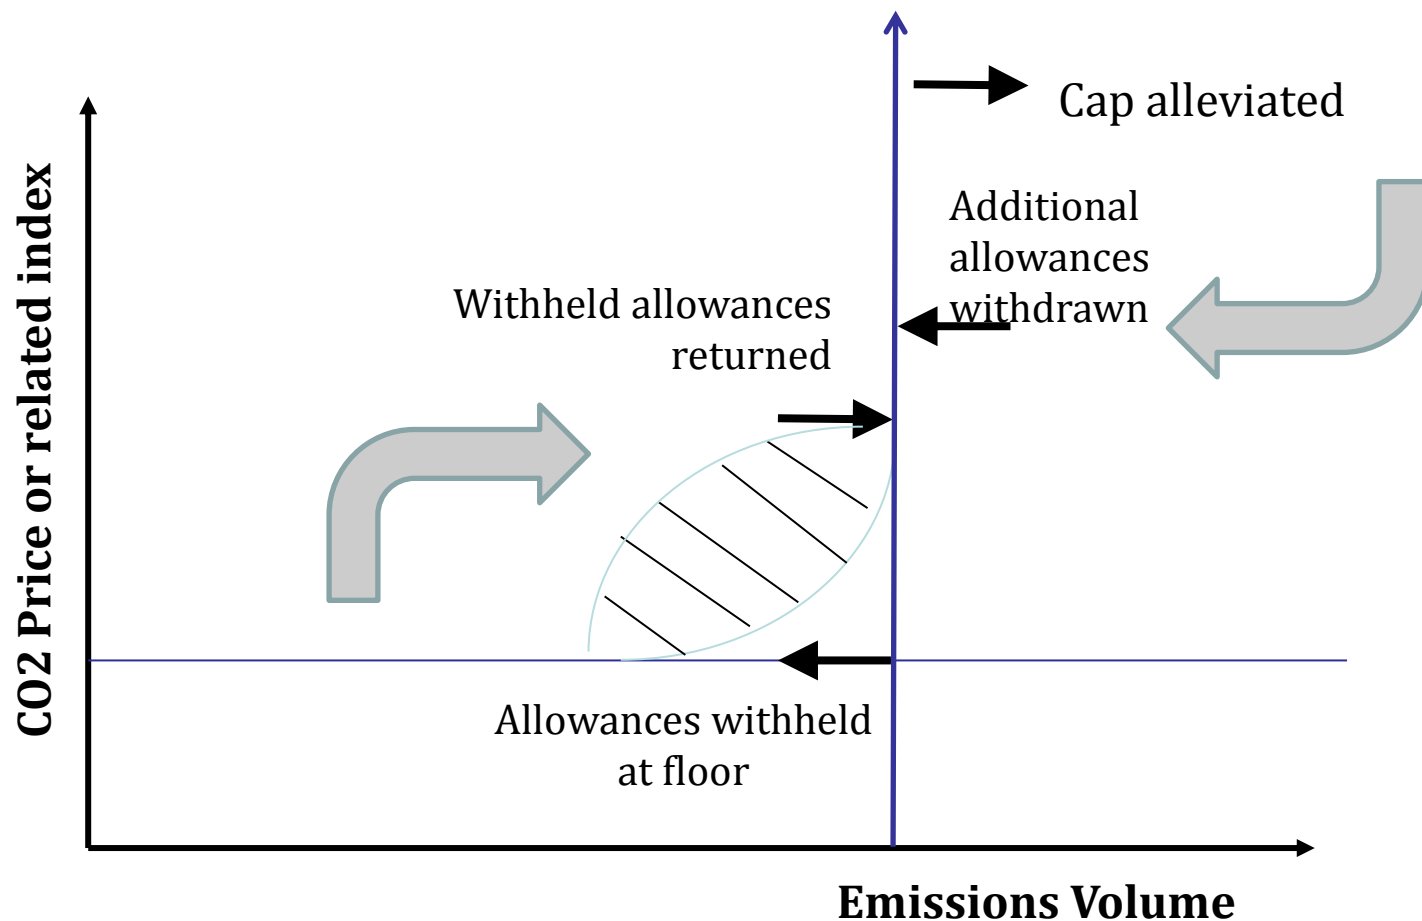 Cap alleviated
Additional
allowances
withdrawn
Withheld allowances
returned
CO2 Price or related index
Allowances withheld
at floor
Emissions Volume